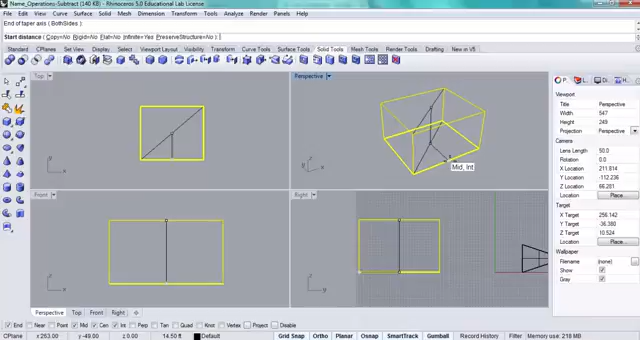 Name_Operations-Subtract (140 KB) - Rhinoceros 5.0 Educational Lab License
File Edit View Curve Surface Solid Mesh Dimension Transform Tools Analyze Render Panels Help
End of taper axis ( BothSides )
Start distance ( Copy=No Rigid=No Flat=No Infinite=Yes PreserveStructure=No ) :
Standard CPlanes Set View Display Select Viewport Layout Visibility Transform Curve Tools Surface Tools Solid Tools Mesh Tools Drafting New in V5
Top
Perspective
Mid, Int
Front
Right
y
x
z
Viewport
Title Perspective
Width 547
Height 249
Projection Perspective
Camera
Lens Length 50.0
Rotation 0.0
X Location 211.814
Y Location -112.236
Z Location 66.281
Location Place...
Target
X Target 256.142
Y Target -36.380
Z Target 10.524
Location Place...
Wallpaper
Filename (none)
Show
Gray
Perspective Top Front Right
End Near Point Mid Cen Int Perp Tan Quad Knot Vertex Project Disable
CPlane x 253.00 y -49.00 z 0.00 14.50 ft Default Grid Snap Ortho Planar Osnap SmartTrack Gumball Record History Filter Memory use: 218 MB